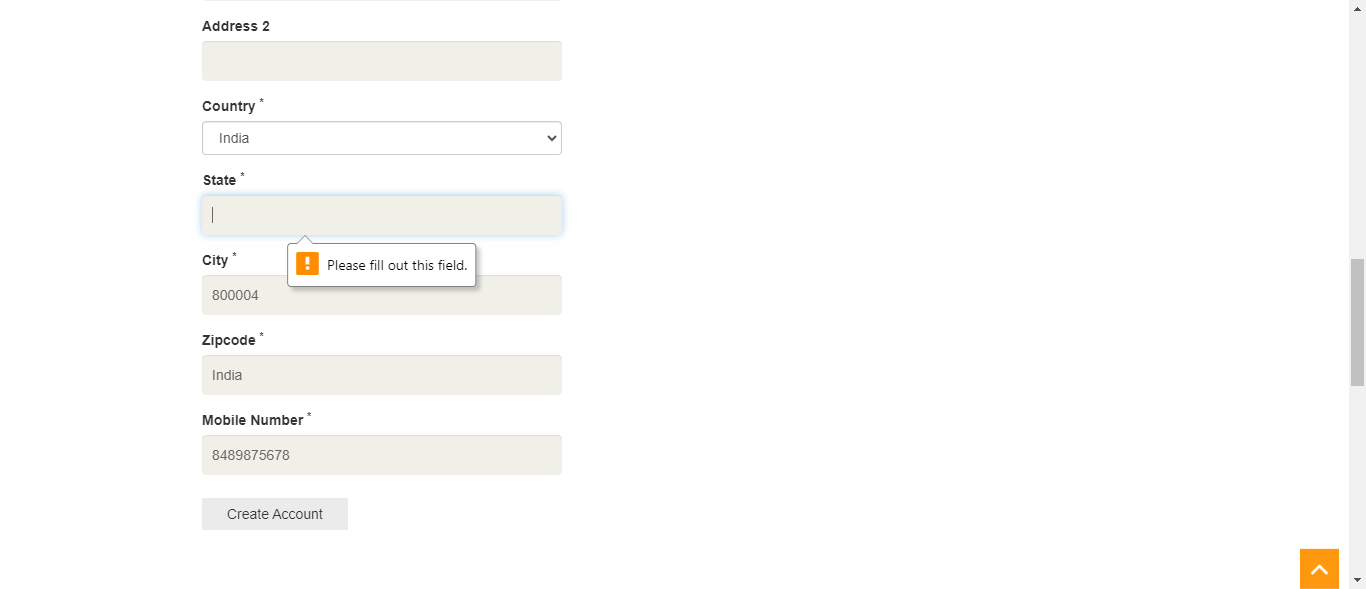 Address 2
Country *
India
State *
Please fill out this field.
City *
800004
Zipcode *
India
Mobile Number *
8489875678
Create Account